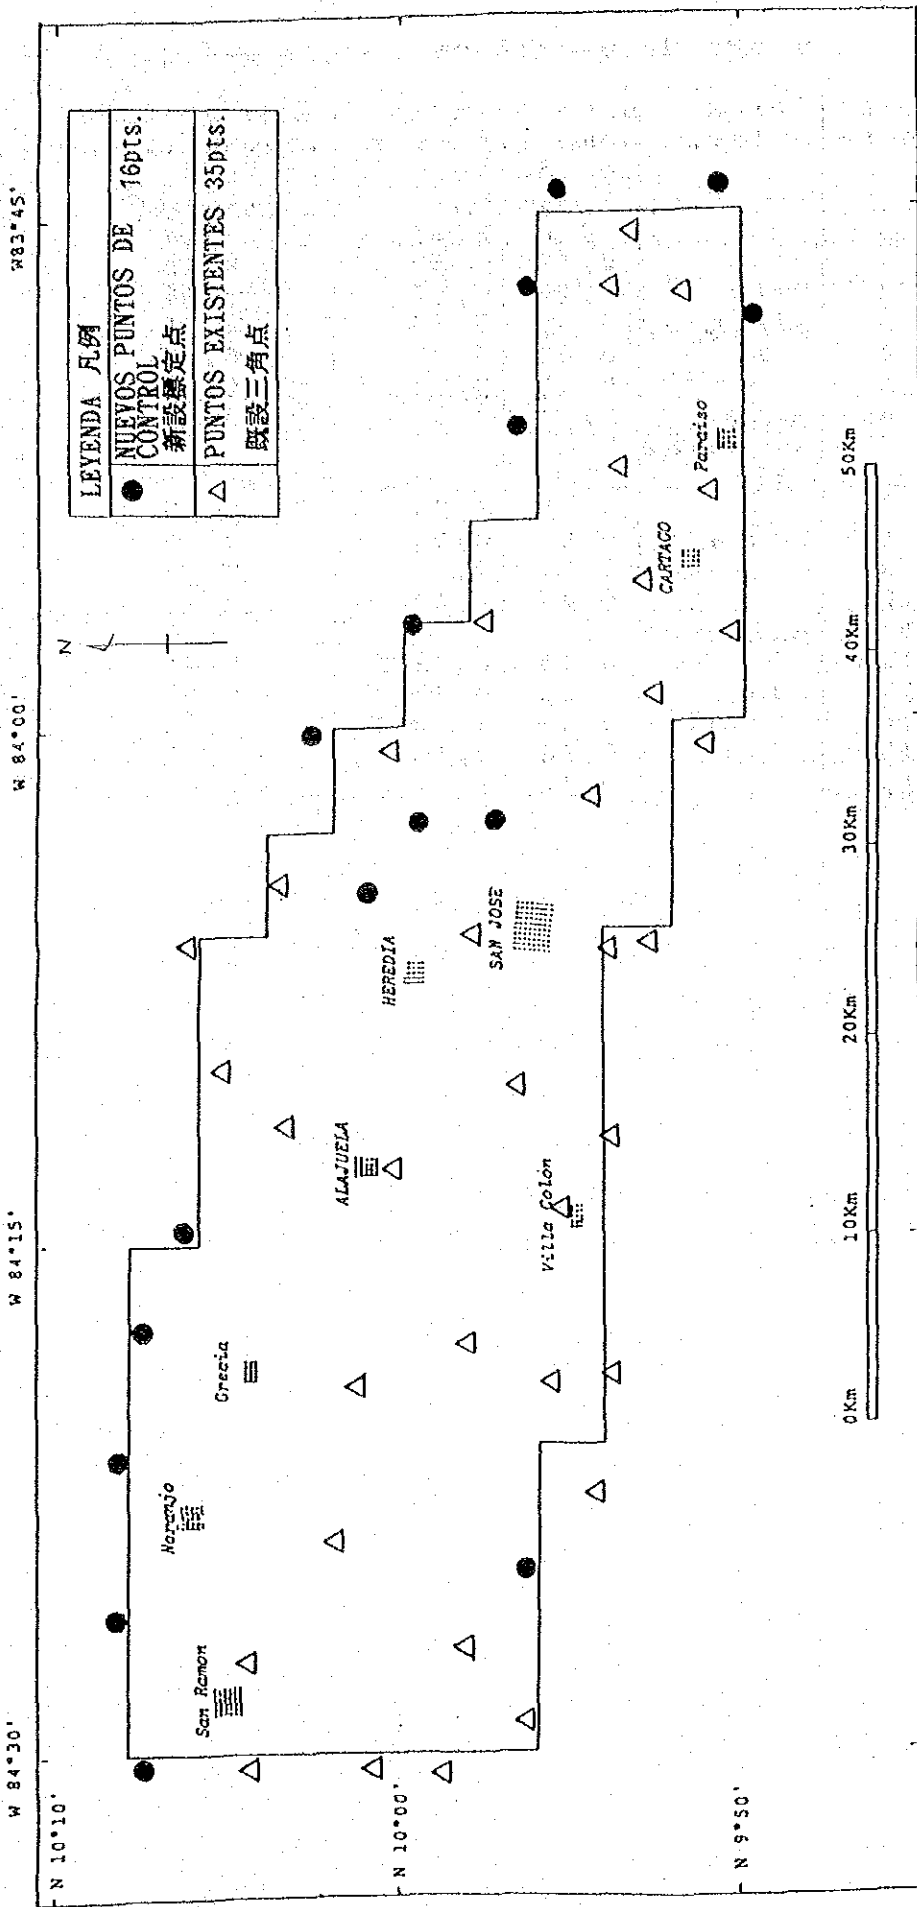 W 84°30'
W 84°15'
W 84°00'
W83°45'
N 10°10'
N 10°00'
N 9°50'
N
LEYENDA 凡例
● NUEVOS PUNTOS DE 16pts.
CONTROL
新設標定点
△ PUNTOS EXISTENTES 35pts.
既設三角点
San Ramon
Naranjo
Grecia
ALAJUELA
HEREDIA
SAN JOSE
Villa Colón
CARTAGO
Paraiso
0Km 10Km 20Km 30Km 40Km 50Km